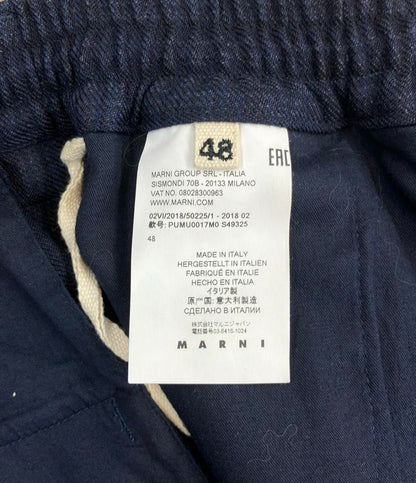 48
EAC
MARNI GROUP SRL - ITALIA
SISMONDI 70B - 20133 MILANO
VAT NO. 08028300963
WWW.MARNI.COM
02VI/2018/50225/1 - 2018 02
款号: PUMU0017M0 S49325
48
MADE IN ITALY
HERGESTELLT IN ITALIEN
FABRIQUÉ EN ITALIE
HECHO EN ITALIA
イタリア製
原产国: 意大利製造
СДЕЛАНО В ИТАЛИИ
株式会社マルニジャパン
電話番号 03-6416-1024
MARNI